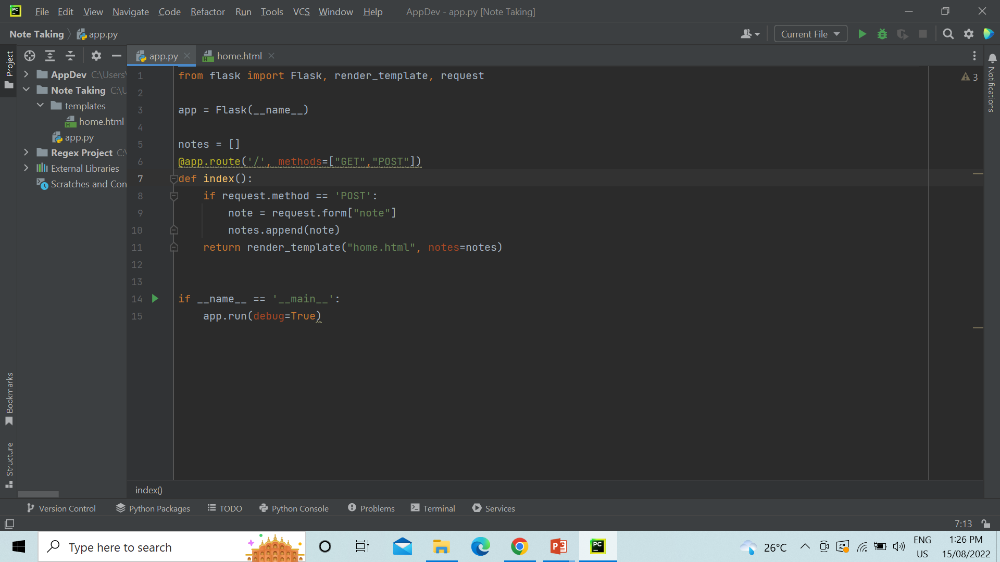 PC File Edit View Navigate Code Refactor Run Tools VCS Window Help AppDev - app.py [Note Taking]
Note Taking app.py Current File
Project
app.py home.html
AppDev C:\Users\
Note Taking C:\U
templates
home.html
app.py
Regex Project C:\
External Libraries
Scratches and Con
1 from flask import Flask, render_template, request
2
3 app = Flask(__name__)
4
5 notes = []
6 @app.route('/', methods=["GET","POST"])
7 def index():
8 if request.method == 'POST':
9 note = request.form["note"]
10 notes.append(note)
11 return render_template("home.html", notes=notes)
12
13
14 if __name__ == '__main__':
15 app.run(debug=True)
3
Notifications
Bookmarks
Structure
index()
Version Control Python Packages TODO Python Console Problems Terminal Services
7:13
Type here to search
P
PC
26°C
ENG
US
1:26 PM
15/08/2022